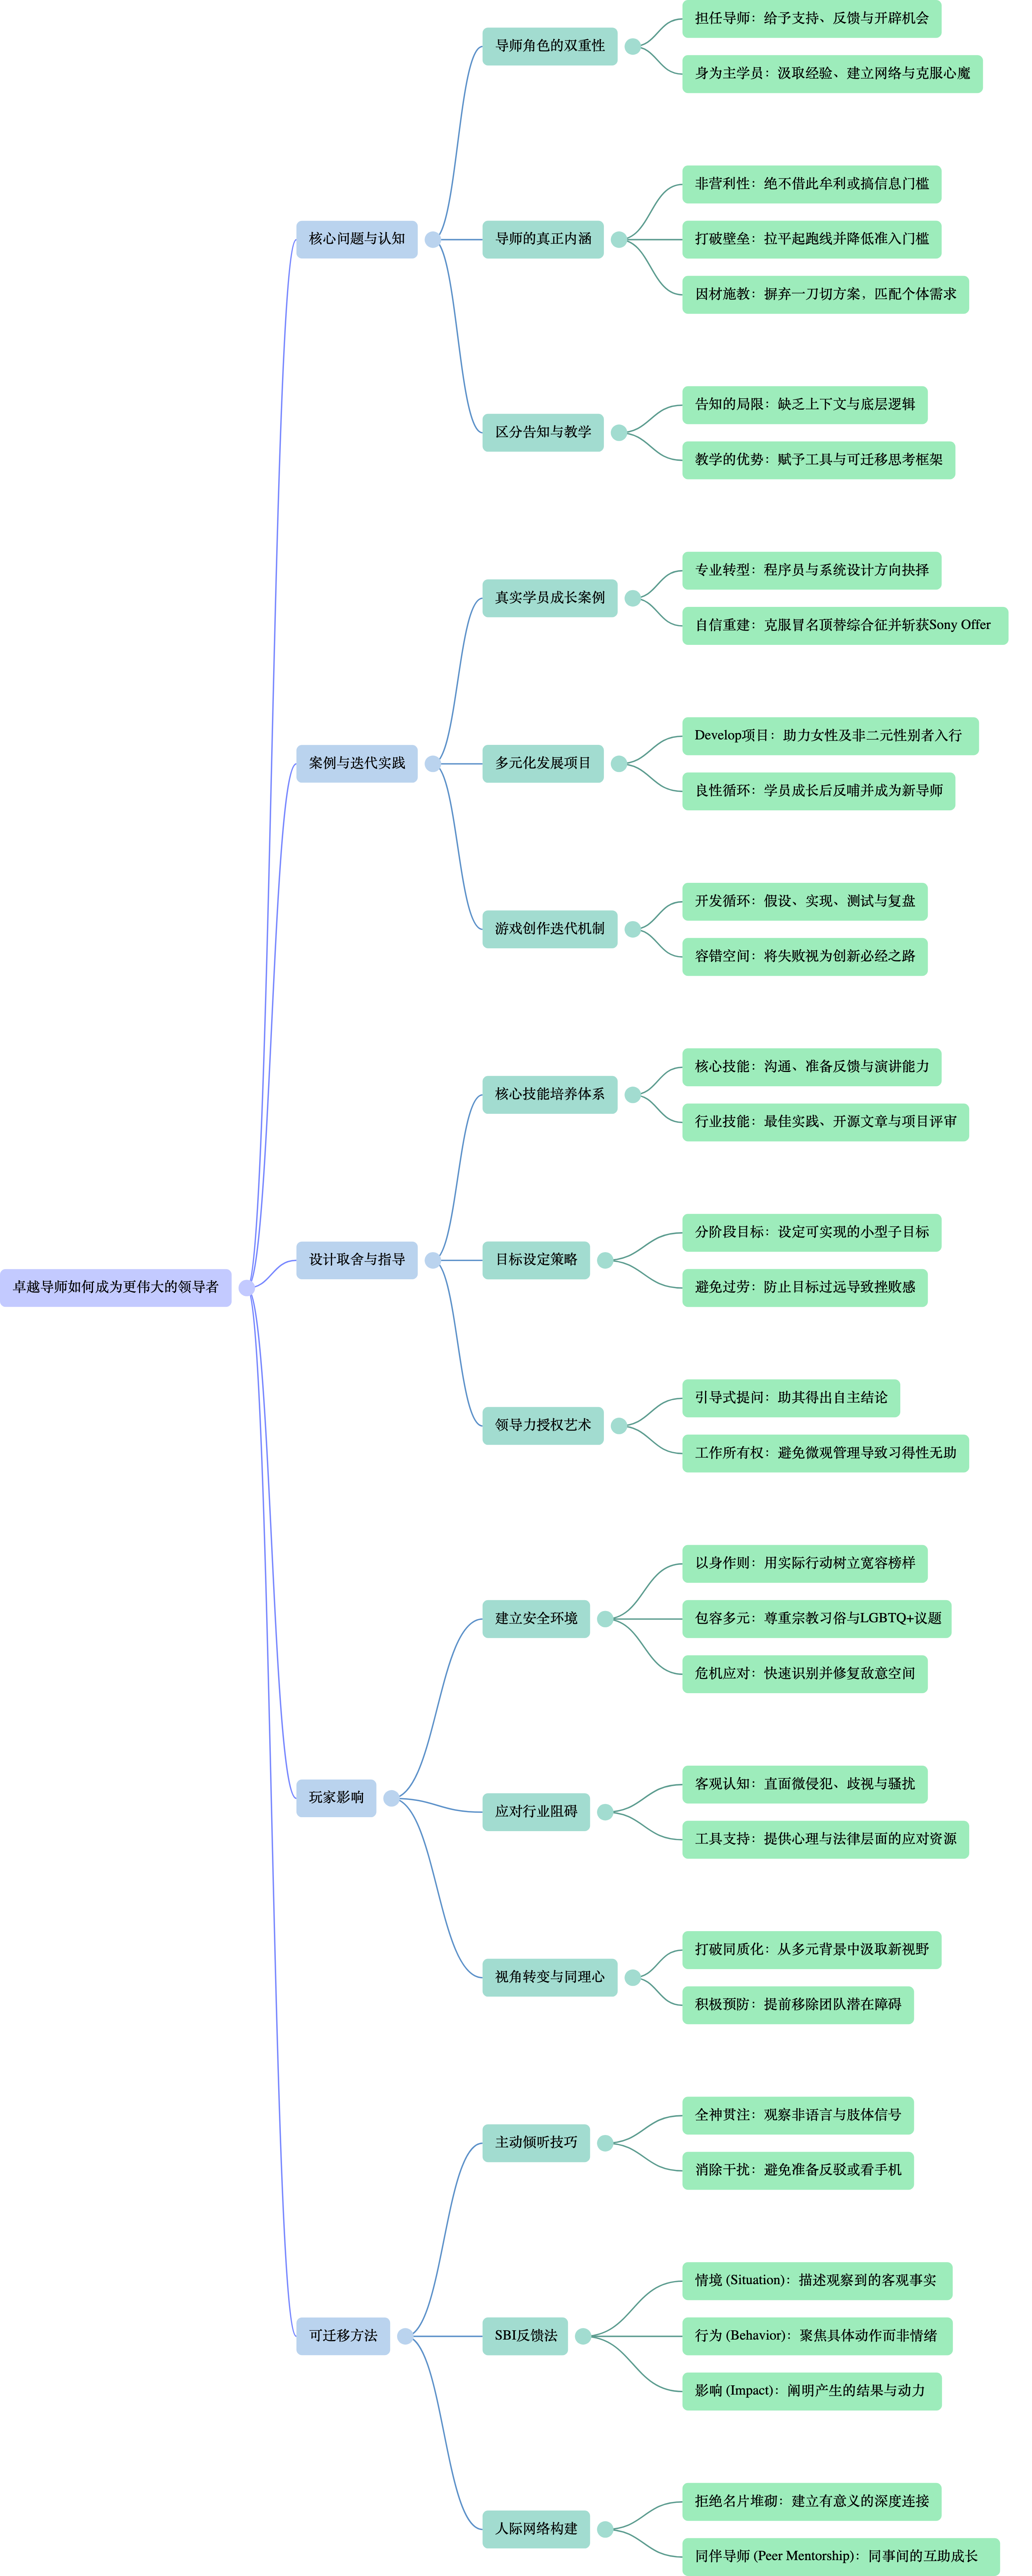 卓越导师如何成为更伟大的领导者
核心问题与认知
导师角色的双重性
担任导师：给予支持、反馈与开辟机会
身为主学员：汲取经验、建立网络与克服心魔
导师的真正内涵
非营利性：绝不借此牟利或搞信息门槛
打破壁垒：拉平起跑线并降低准入门槛
因材施教：摒弃一刀切方案，匹配个体需求
区分告知与教学
告知的局限：缺乏上下文与底层逻辑
教学的优势：赋予工具与可迁移思考框架
案例与迭代实践
真实学员成长案例
专业转型：程序员与系统设计方向抉择
自信重建：克服冒名顶替综合征并斩获Sony Offer
多元化发展项目
Develop项目：助力女性及非二元性别者入行
良性循环：学员成长后反哺并成为新导师
游戏创作迭代机制
开发循环：假设、实现、测试与复盘
容错空间：将失败视为创新必经之路
设计取舍与指导
核心技能培养体系
核心技能：沟通、准备反馈与演讲能力
行业技能：最佳实践、开源文章与项目评审
目标设定策略
分阶段目标：设定可实现的小型子目标
避免过劳：防止目标过远导致挫败感
领导力授权艺术
引导式提问：助其得出自主结论
工作所有权：避免微观管理导致习得性无助
玩家影响
建立安全环境
以身作则：用实际行动树立宽容榜样
包容多元：尊重宗教习俗与LGBTQ+议题
危机应对：快速识别并修复敌意空间
应对行业阻碍
客观认知：直面微侵犯、歧视与骚扰
工具支持：提供心理与法律层面的应对资源
视角转变与同理心
打破同质化：从多元背景中汲取新视野
积极预防：提前移除团队潜在障碍
可迁移方法
主动倾听技巧
全神贯注：观察非语言与肢体信号
消除干扰：避免准备反驳或看手机
SBI反馈法
情境 (Situation)：描述观察到的客观事实
行为 (Behavior)：聚焦具体动作而非情绪
影响 (Impact)：阐明产生的结果与动力
人际网络构建
拒绝名片堆砌：建立有意义的深度连接
同伴导师 (Peer Mentorship)：同事间的互助成长